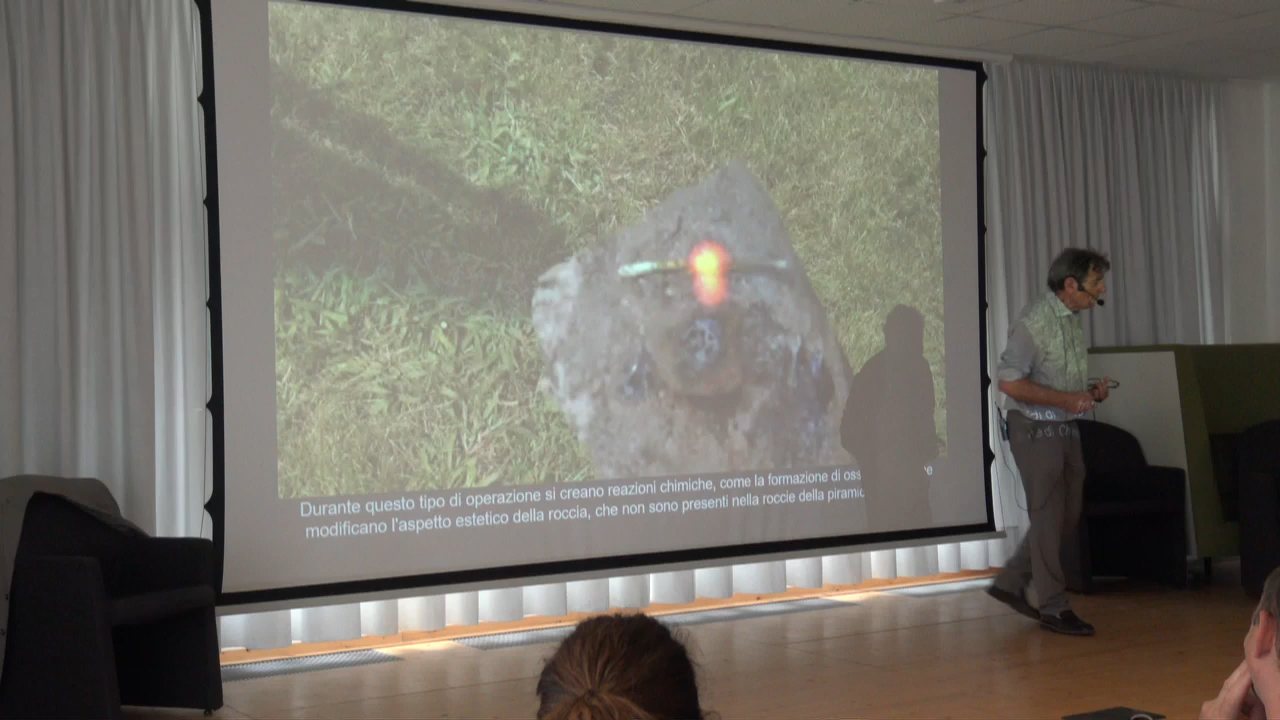 Durante questo tipo di operazione si creano reazioni chimiche, come la formazione di
modificano l'aspetto estetico della roccia, che non sono presenti nella roccie della